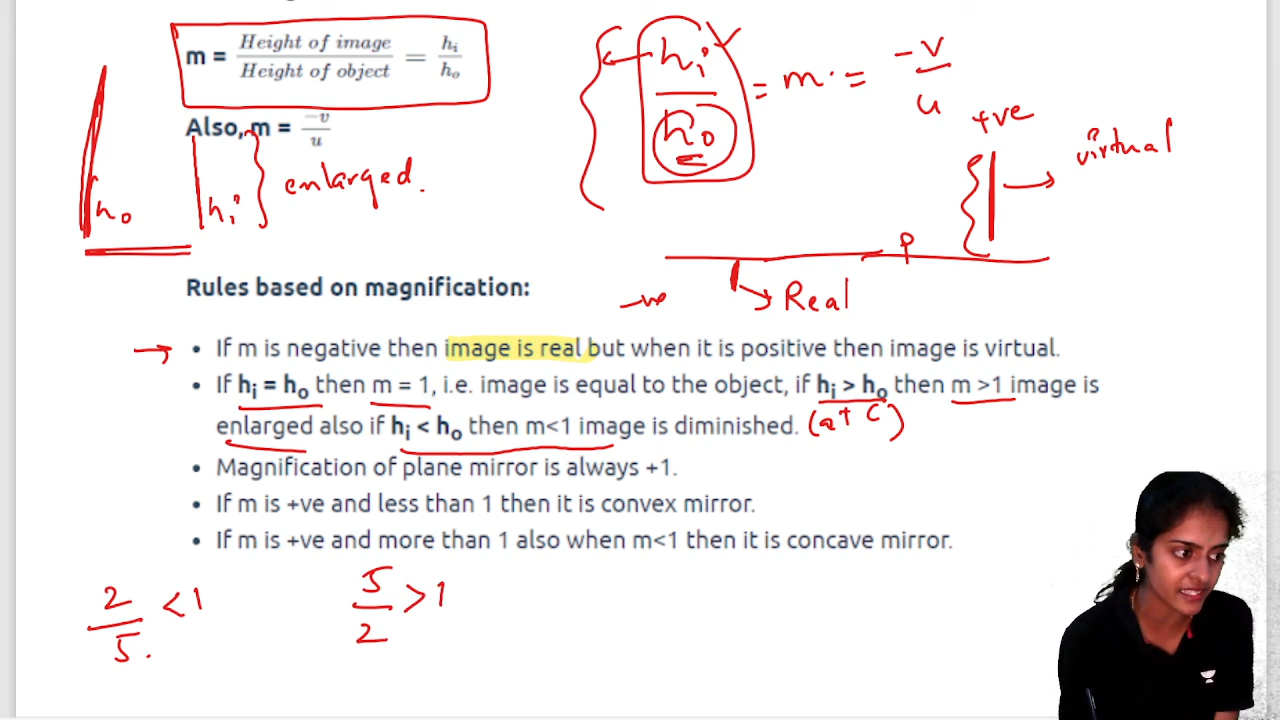 m = Height of image / Height of object = hᵢ / hₒ
hᵢ / hₒ = m = -v / u
+ve
virtual
Also, m = -v / u
enlarged.
hₒ
hᵢ
P
-ve
Real
Rules based on magnification:
→ • If m is negative then image is real but when it is positive then image is virtual.
• If hᵢ = hₒ then m = 1, i.e. image is equal to the object, if hᵢ > hₒ then m >1 image is
enlarged also if hᵢ < hₒ then m<1 image is diminished. (at C)
• Magnification of plane mirror is always +1.
• If m is +ve and less than 1 then it is convex mirror.
• If m is +ve and more than 1 also when m<1 then it is concave mirror.
2 / 5. < 1
5 / 2 > 1